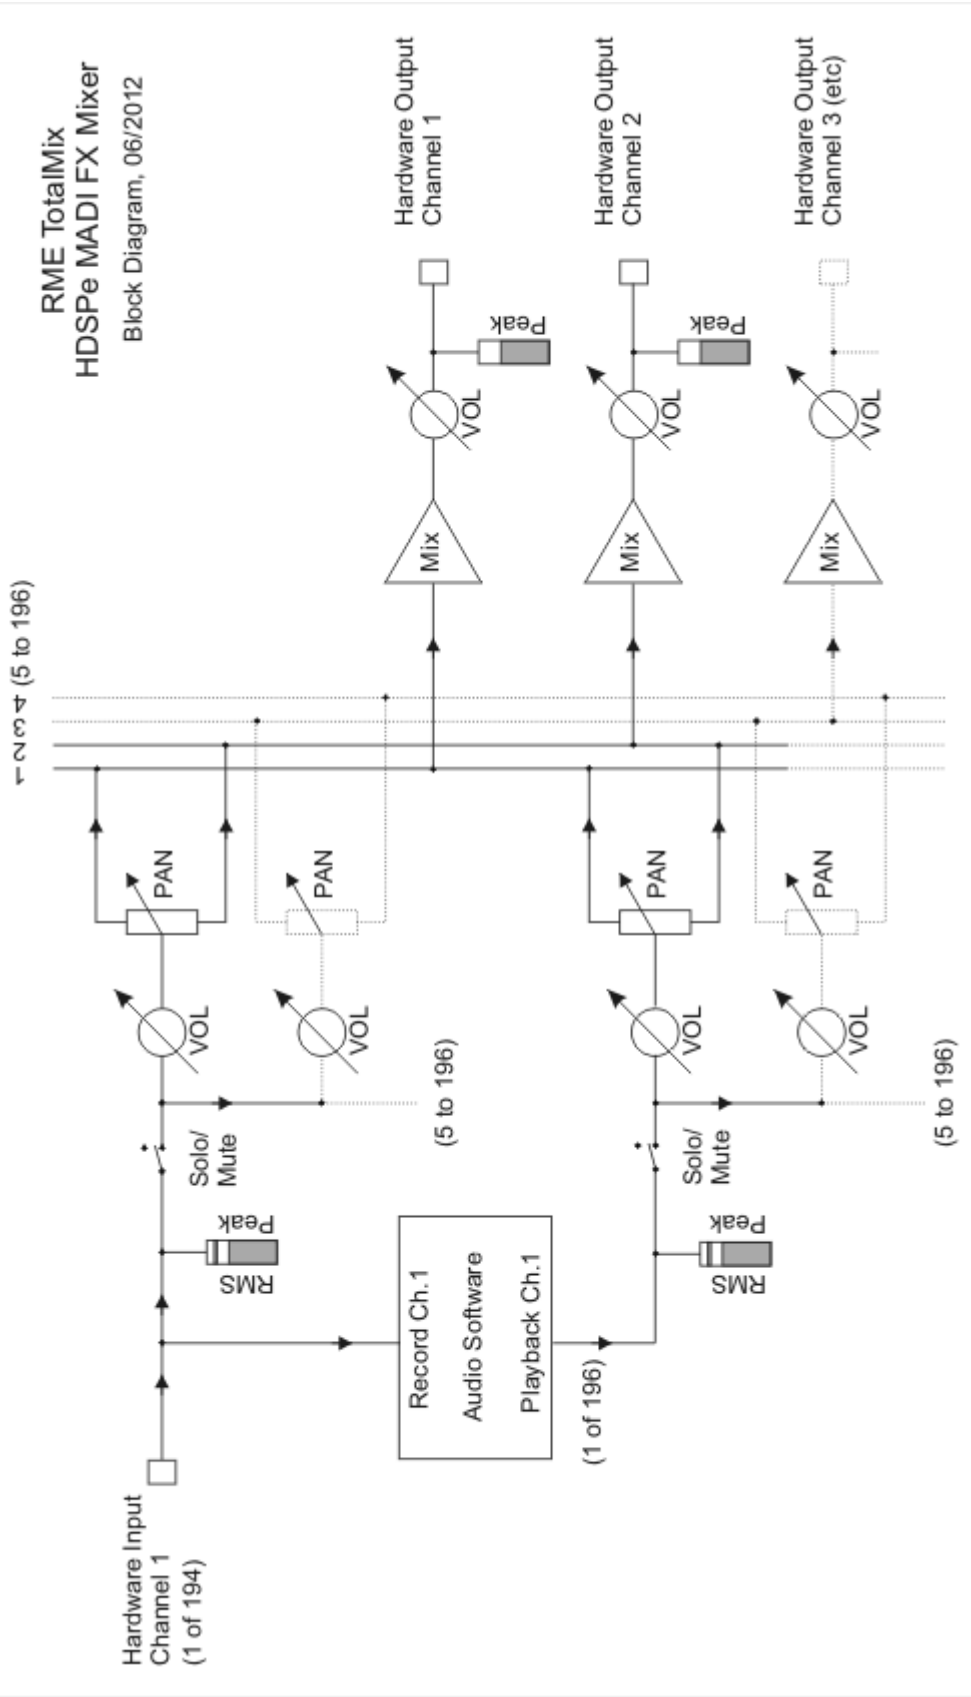 RME TotalMix
HDSPe MADI FX Mixer
Block Diagram, 06/2012
Hardware Input
Channel 1
(1 of 194)
RMS
Peak
Solo/
Mute
VOL
PAN
VOL
PAN
(5 to 196)
1 2 3 4 (5 to 196)
Record Ch.1
Audio Software
Playback Ch.1
(1 of 196)
RMS
Peak
Solo/
Mute
VOL
PAN
VOL
PAN
(5 to 196)
Mix
VOL
Peak
Hardware Output
Channel 1
Mix
VOL
Peak
Hardware Output
Channel 2
Mix
VOL
Hardware Output
Channel 3 (etc)